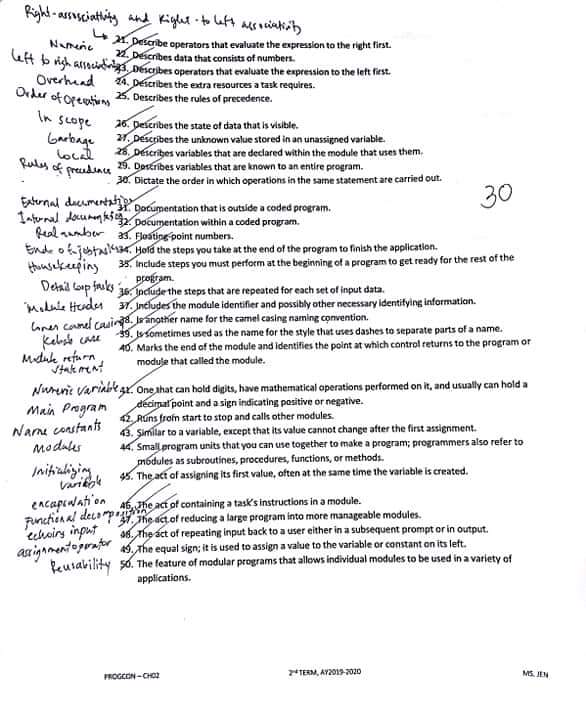 Right-assosciathving and Right-to left associativity
Numeric 21. Describe operators that evaluate the expression to the right first.
22. Describes data that consists of numbers.
Left to righ associativity 23. Describes operators that evaluate the expression to the left first.
Overhead 24. Describes the extra resources a task requires.
Order of Operations 25. Describes the rules of precedence.
In scope 26. Describes the state of data that is visible.
Garbage 27. Describes the unknown value stored in an unassigned variable.
Local 28. Describes variables that are declared within the module that uses them.
29. Describes variables that are known to an entire program.
Rules of precedence 30. Dictate the order in which operations in the same statement are carried out.
30
External documentation 31. Documentation that is outside a coded program.
Internal documentation 32. Documentation within a coded program.
Real number 33. Floating-point numbers.
End-of-job tasks 34. Hold the steps you take at the end of the program to finish the application.
Housekeeping 35. Include steps you must perform at the beginning of a program to get ready for the rest of the
program.
Detail loop tasks 36. Include the steps that are repeated for each set of input data.
Module Header 37. Includes the module identifier and possibly other necessary identifying information.
Lower camel casing 38. Is another name for the camel casing naming convention.
Kebob case 39. Is sometimes used as the name for the style that uses dashes to separate parts of a name.
Module return 40. Marks the end of the module and identifies the point at which control returns to the program or
statement module that called the module.
Numeric Variable 41. One that can hold digits, have mathematical operations performed on it, and usually can hold a
decimal point and a sign indicating positive or negative.
Main Program 42. Runs from start to stop and calls other modules.
Name constants 43. Similar to a variable, except that its value cannot change after the first assignment.
Modules 44. Small program units that you can use together to make a program; programmers also refer to
modules as subroutines, procedures, functions, or methods.
Initializing
Variable 45. The act of assigning its first value, often at the same time the variable is created.
encapsulation 46. The act of containing a task's instructions in a module.
Functional decomposition 47. The act of reducing a large program into more manageable modules.
echoing input 48. The act of repeating input back to a user either in a subsequent prompt or in output.
assignment operator 49. The equal sign; it is used to assign a value to the variable or constant on its left.
Reusability 50. The feature of modular programs that allows individual modules to be used in a variety of
applications.
PROGCON – CH02 2nd TERM, AY2019-2020 MS. JEN